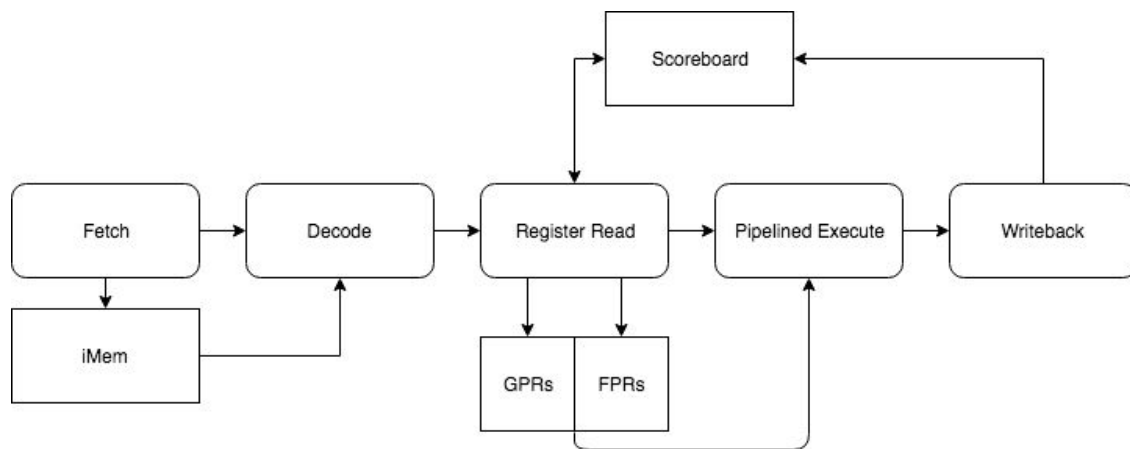 Scoreboard
Fetch
Decode
Register Read
Pipelined Execute
Writeback
iMem
GPRs
FPRs